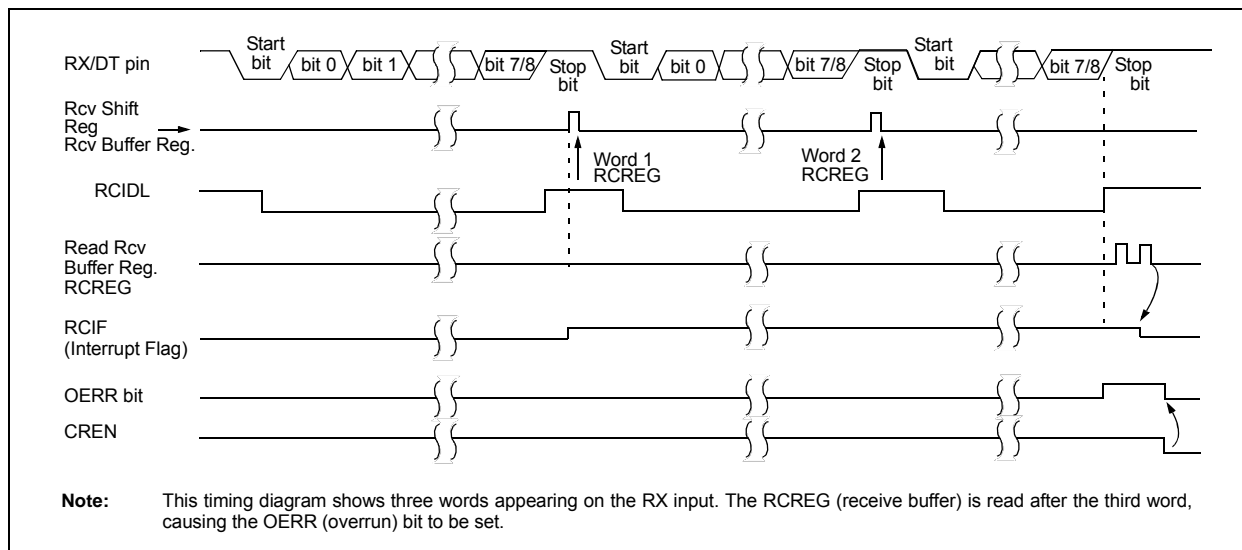 Start
bit
bit 0
bit 1
bit 7/8
Stop
bit
Start
bit
bit 0
bit 7/8
Stop
bit
Start
bit
bit 7/8
Stop
bit
RX/DT pin
Rcv Shift
Reg
Rcv Buffer Reg.
Word 1
RCREG
Word 2
RCREG
RCIDL
Read Rcv
Buffer Reg.
RCREG
RCIF
(Interrupt Flag)
OERR bit
CREN
Note: This timing diagram shows three words appearing on the RX input. The RCREG (receive buffer) is read after the third word,
causing the OERR (overrun) bit to be set.